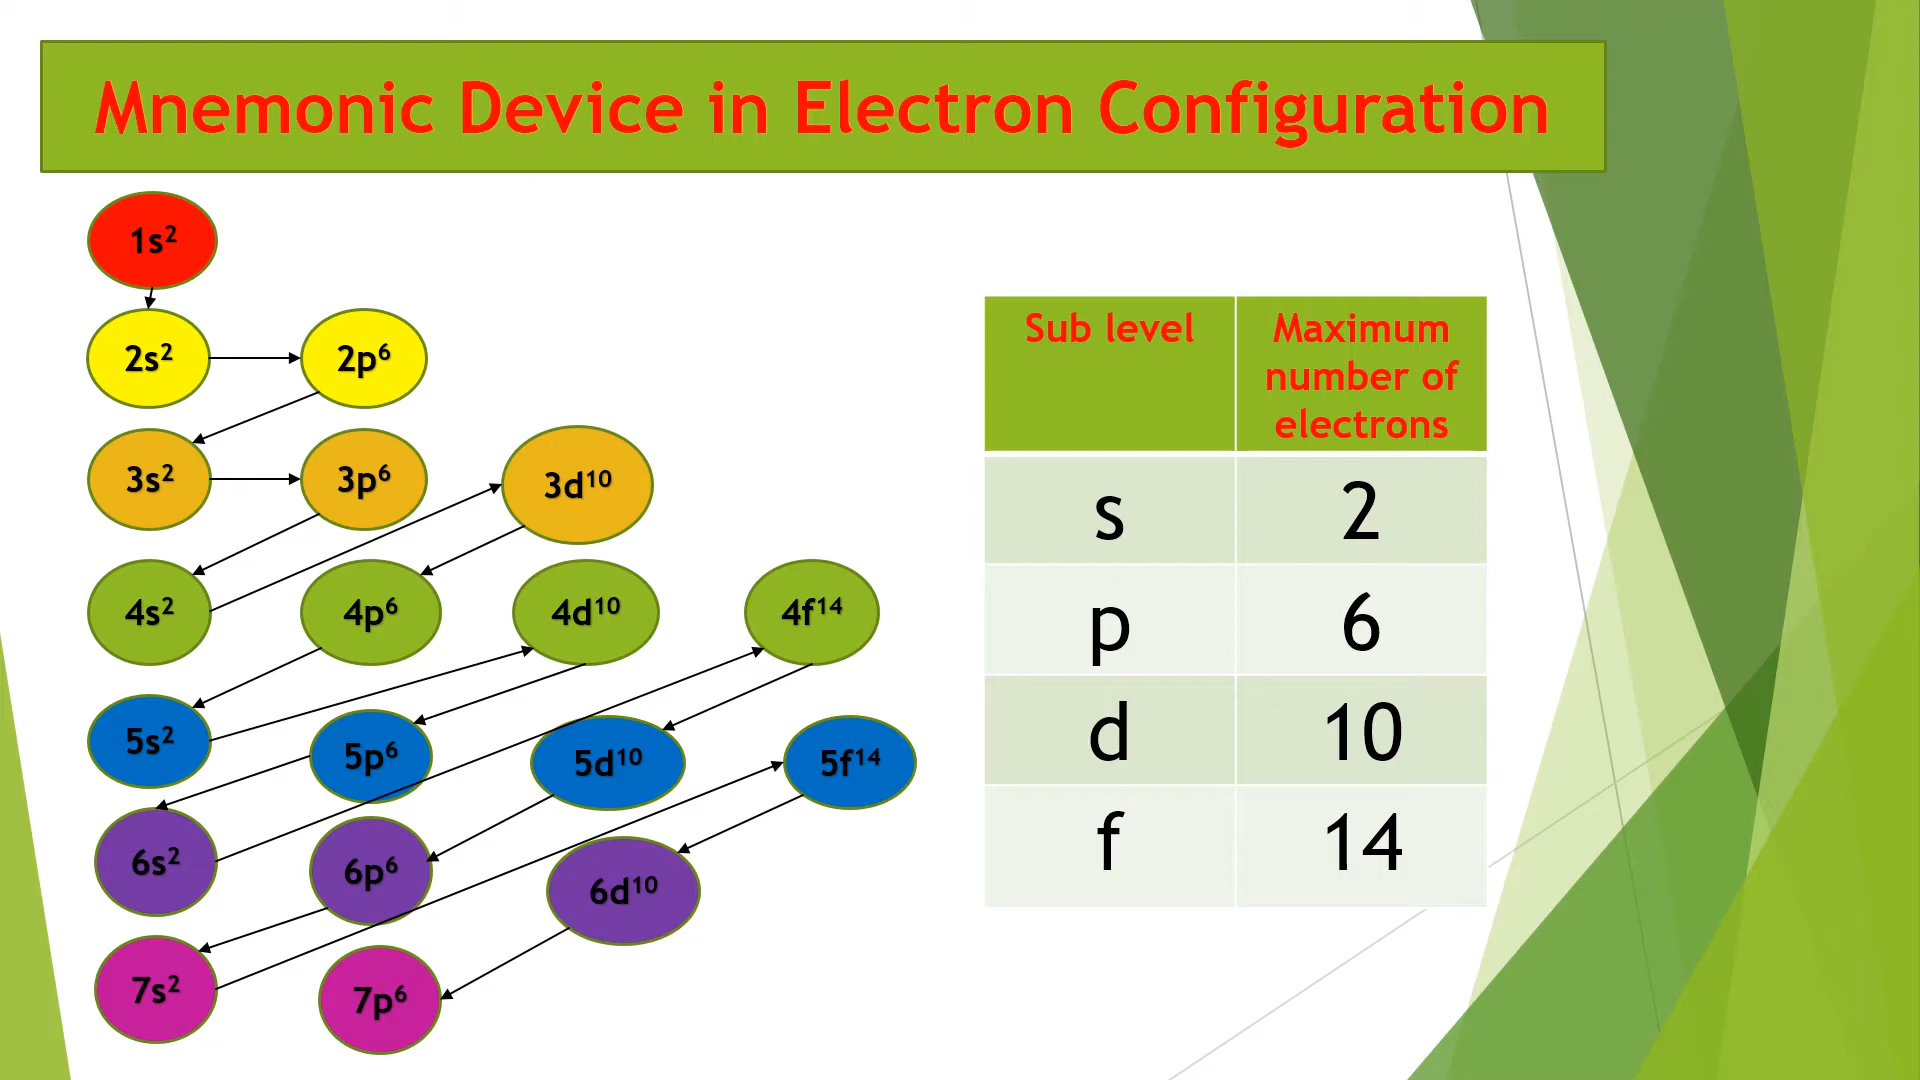 Mnemonic Device in Electron Configuration
1s²
2s² 2p⁶
3s² 3p⁶ 3d¹⁰
4s² 4p⁶ 4d¹⁰ 4f¹⁴
5s² 5p⁶ 5d¹⁰ 5f¹⁴
6s² 6p⁶ 6d¹⁰
7s² 7p⁶
Sub level
Maximum
number of
electrons
s 2
p 6
d 10
f 14